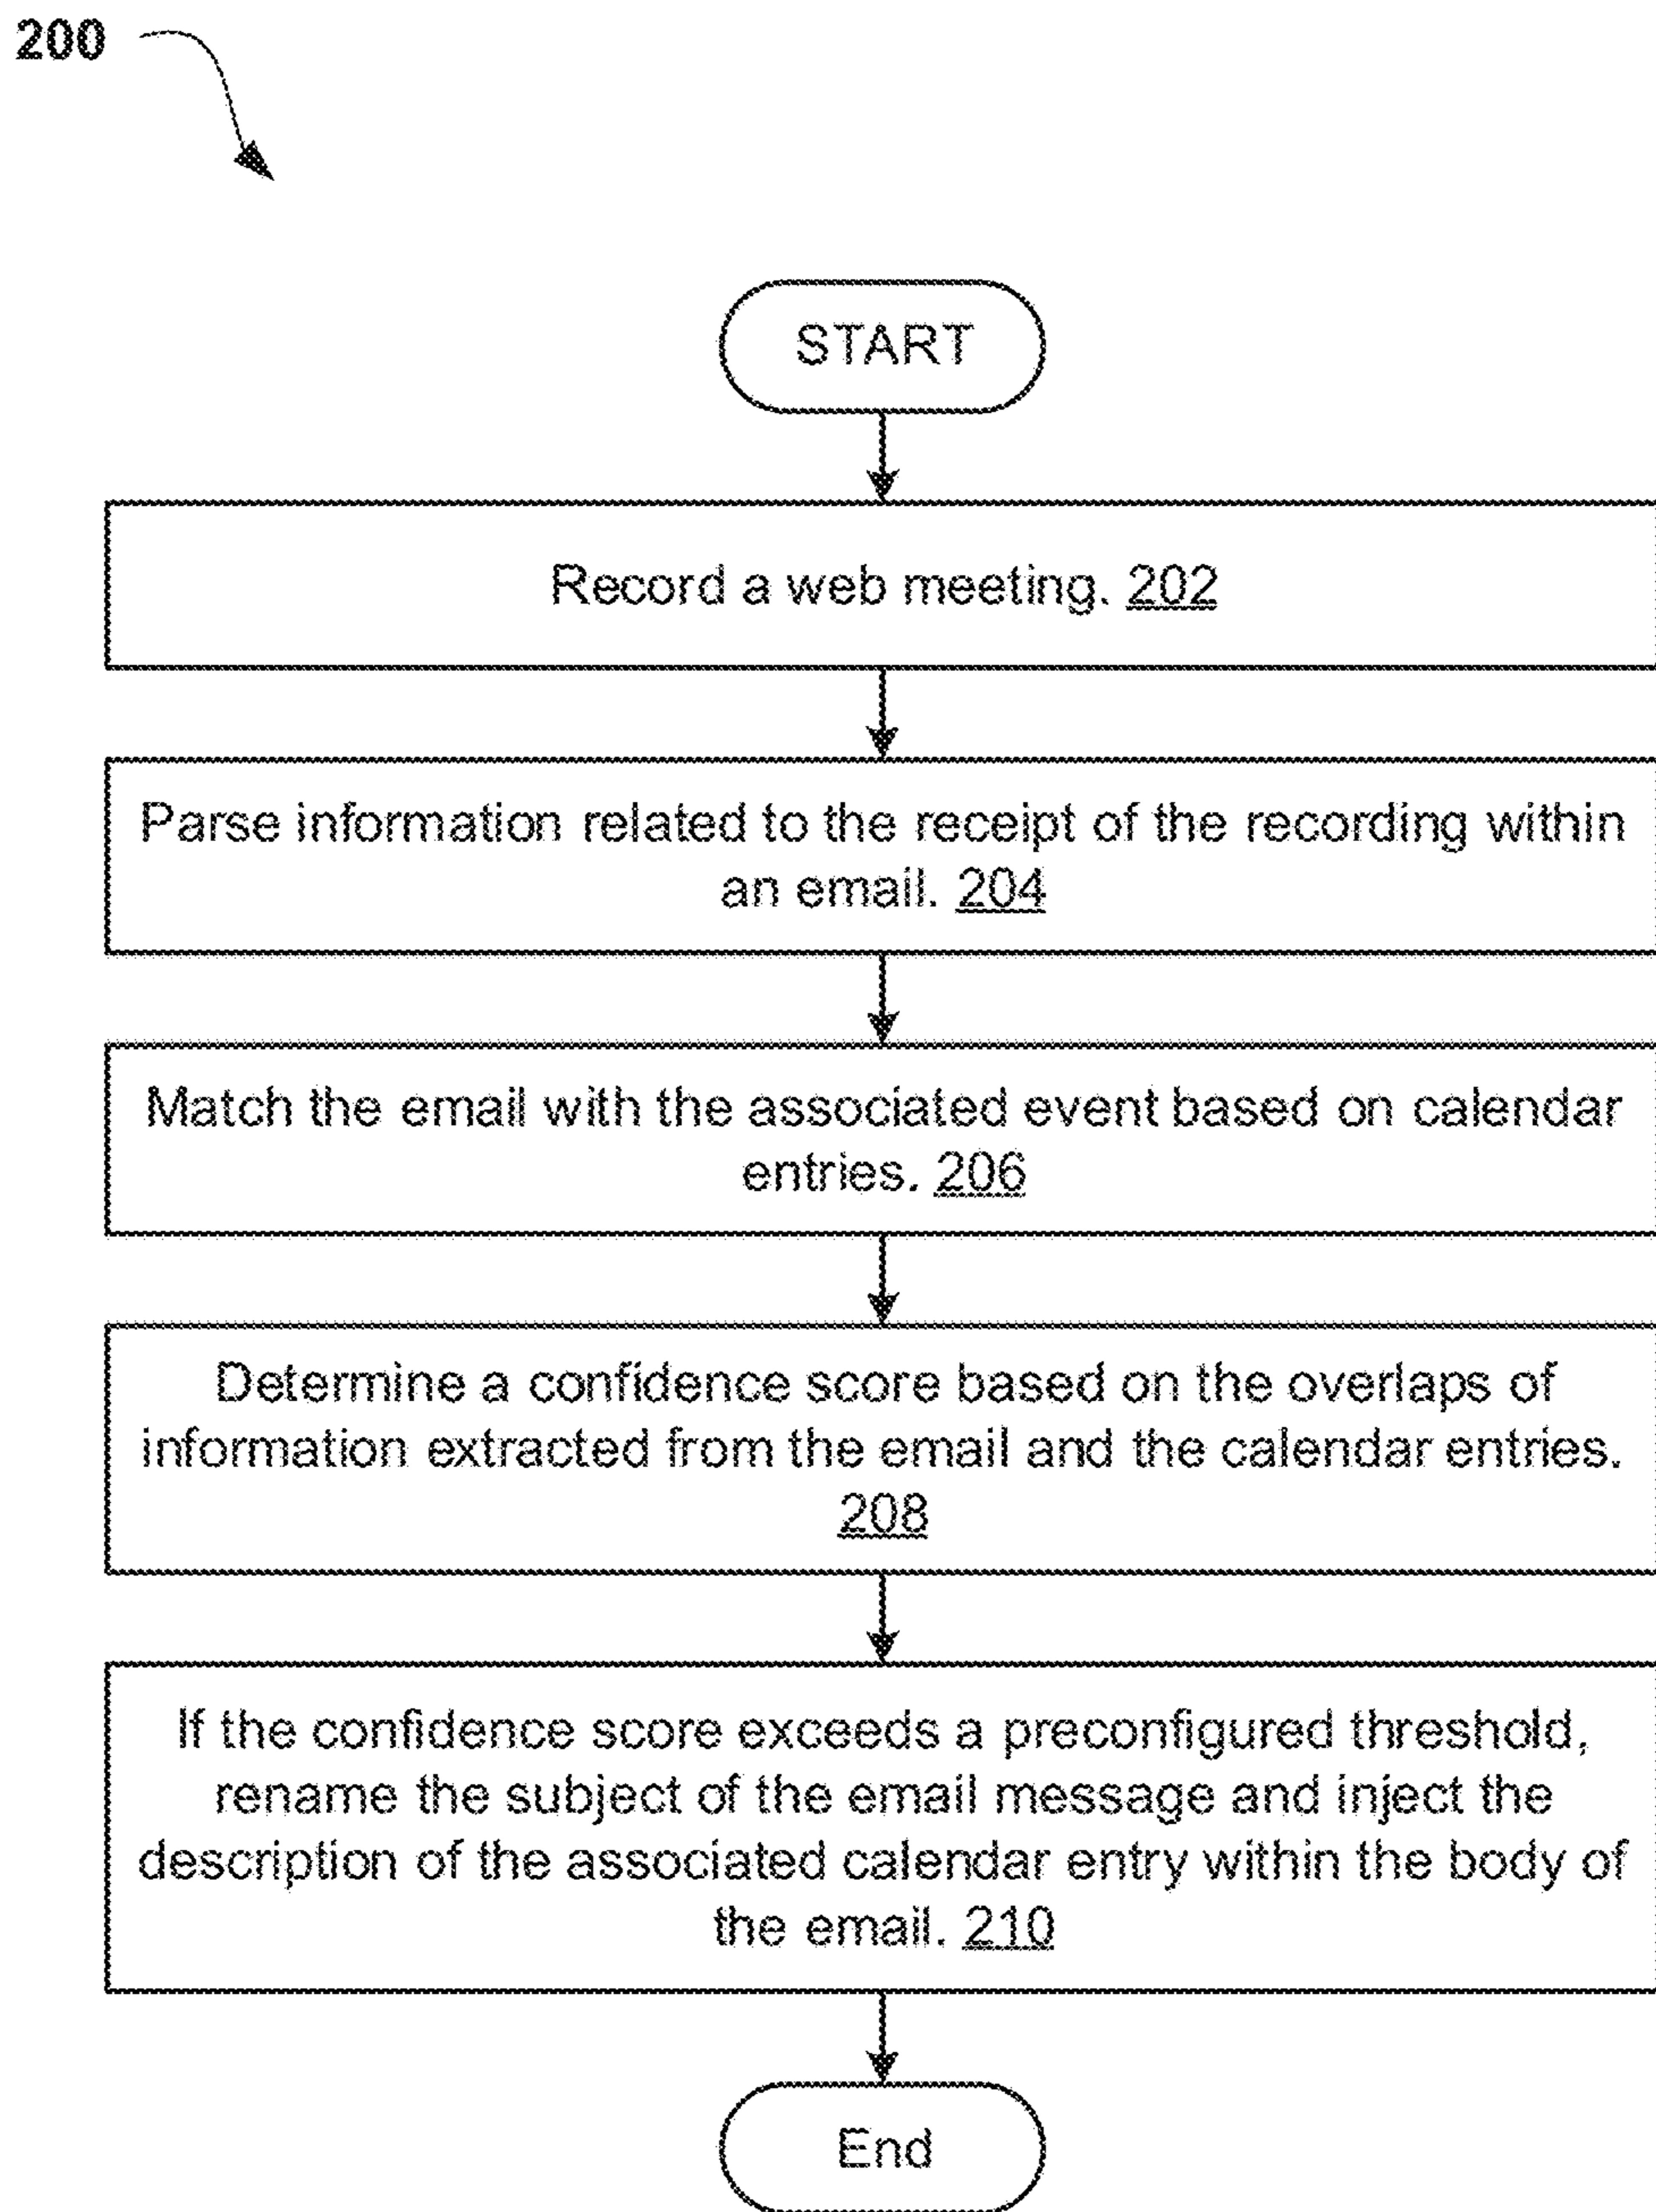 200
START
Record a web meeting. 202
Parse information related to the receipt of the recording within
an email. 204
Match the email with the associated event based on calendar
entries. 206
Determine a confidence score based on the overlaps of
information extracted from the email and the calendar entries.
208
If the confidence score exceeds a preconfigured threshold,
rename the subject of the email message and inject the
description of the associated calendar entry within the body of
the email. 210
End